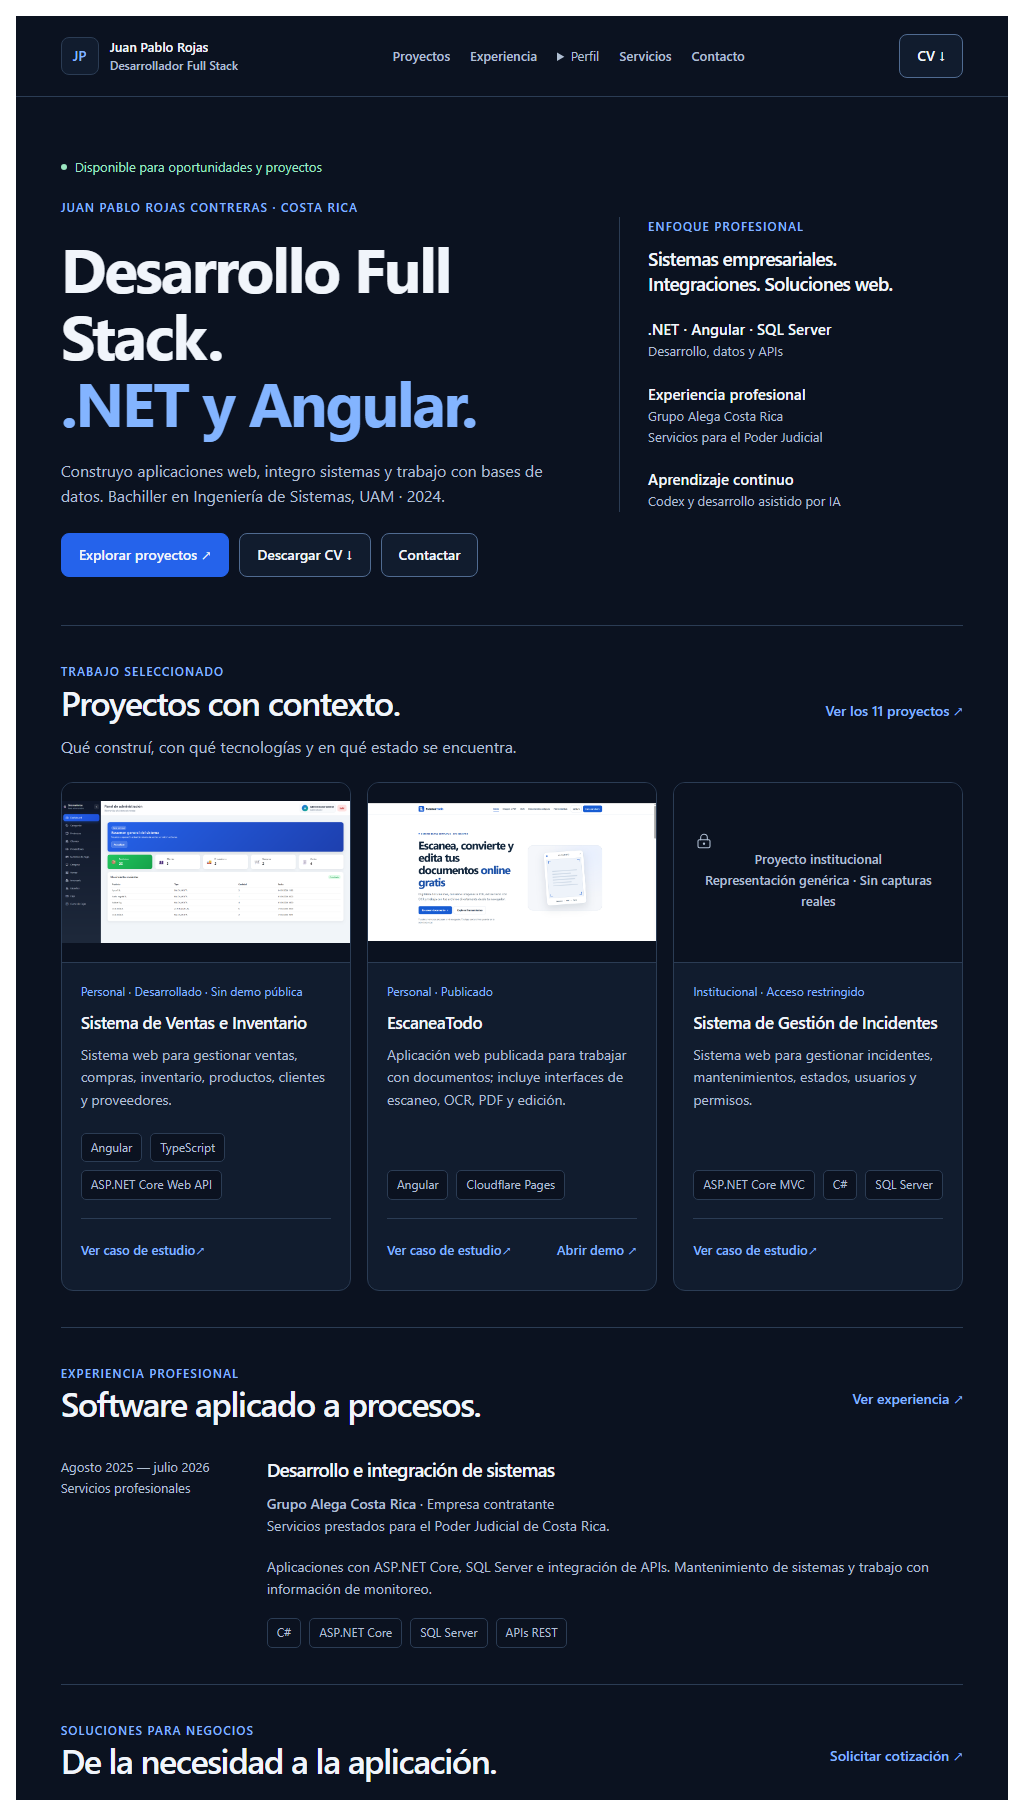 JP
Juan Pablo Rojas
Desarrollador Full Stack
Proyectos
Experiencia
▶ Perfil
Servicios
Contacto
CV ↓
Disponible para oportunidades y proyectos
JUAN PABLO ROJAS CONTRERAS · COSTA RICA
Desarrollo Full
Stack.
.NET y Angular.
Construyo aplicaciones web, integro sistemas y trabajo con bases de
datos. Bachiller en Ingeniería de Sistemas, UAM · 2024.
Explorar proyectos ↗
Descargar CV ↓
Contactar
ENFOQUE PROFESIONAL
Sistemas empresariales.
Integraciones. Soluciones web.
.NET · Angular · SQL Server
Desarrollo, datos y APIs
Experiencia profesional
Grupo Alega Costa Rica
Servicios para el Poder Judicial
Aprendizaje continuo
Codex y desarrollo asistido por IA
TRABAJO SELECCIONADO
Proyectos con contexto.
Qué construí, con qué tecnologías y en qué estado se encuentra.
Ver los 11 proyectos ↗
Panel de administración
Personal · Desarrollado · Sin demo pública
Sistema de Ventas e Inventario
Sistema web para gestionar ventas,
compras, inventario, productos, clientes
y proveedores.
Angular
TypeScript
ASP.NET Core Web API
Ver caso de estudio↗
Escanea, convierte y
edita tus
documentos online
gratis
Personal · Publicado
EscaneaTodo
Aplicación web publicada para trabajar
con documentos; incluye interfaces de
escaneo, OCR, PDF y edición.
Angular
Cloudflare Pages
Ver caso de estudio↗
Abrir demo ↗
Proyecto institucional
Representación genérica · Sin capturas
reales
Institucional · Acceso restringido
Sistema de Gestión de Incidentes
Sistema web para gestionar incidentes,
mantenimientos, estados, usuarios y
permisos.
ASP.NET Core MVC
C#
SQL Server
Ver caso de estudio↗
EXPERIENCIA PROFESIONAL
Software aplicado a procesos.
Ver experiencia ↗
Agosto 2025 — julio 2026
Servicios profesionales
Desarrollo e integración de sistemas
Grupo Alega Costa Rica · Empresa contratante
Servicios prestados para el Poder Judicial de Costa Rica.
Aplicaciones con ASP.NET Core, SQL Server e integración de APIs. Mantenimiento de sistemas y trabajo con
información de monitoreo.
C#
ASP.NET Core
SQL Server
APIs REST
SOLUCIONES PARA NEGOCIOS
De la necesidad a la aplicación.
Solicitar cotización ↗